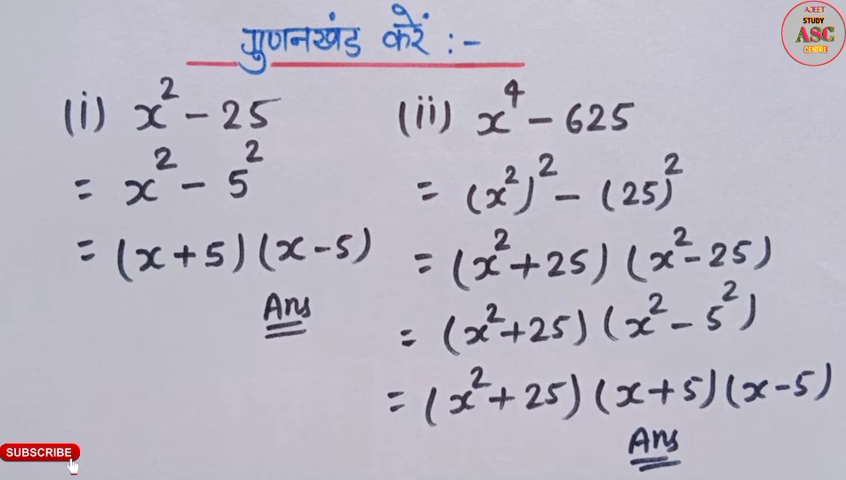 गुणनखंड करें :-
AJEET
STUDY
ASC
CENTRE
(i) x² - 25
= x² - 5²
= (x+5)(x-5)
Ans
(ii) x⁴ - 625
= (x²)² - (25)²
= (x²+25) (x²-25)
= (x²+25) (x² - 5²)
= (x²+25) (x+5) (x-5)
Ans
SUBSCRIBE